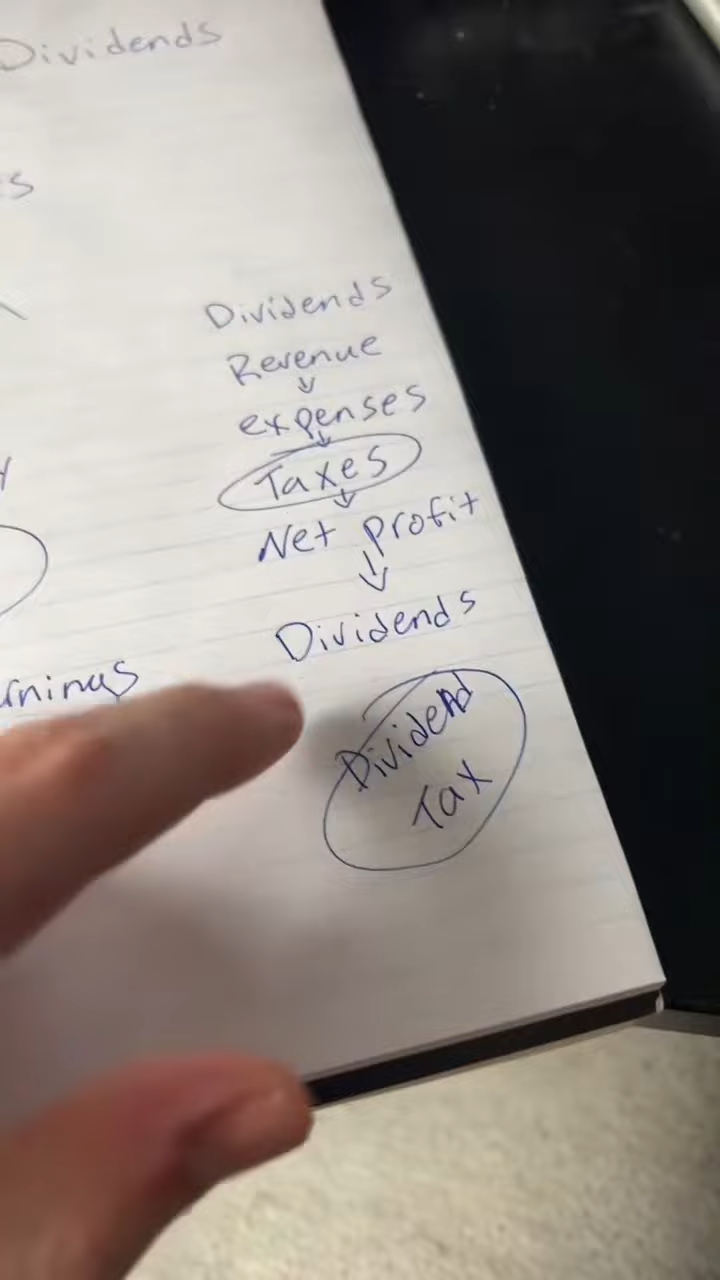 Dividends
Dividends
Revenue
expenses
Taxes
Net profit
Dividends
Dividend
Tax